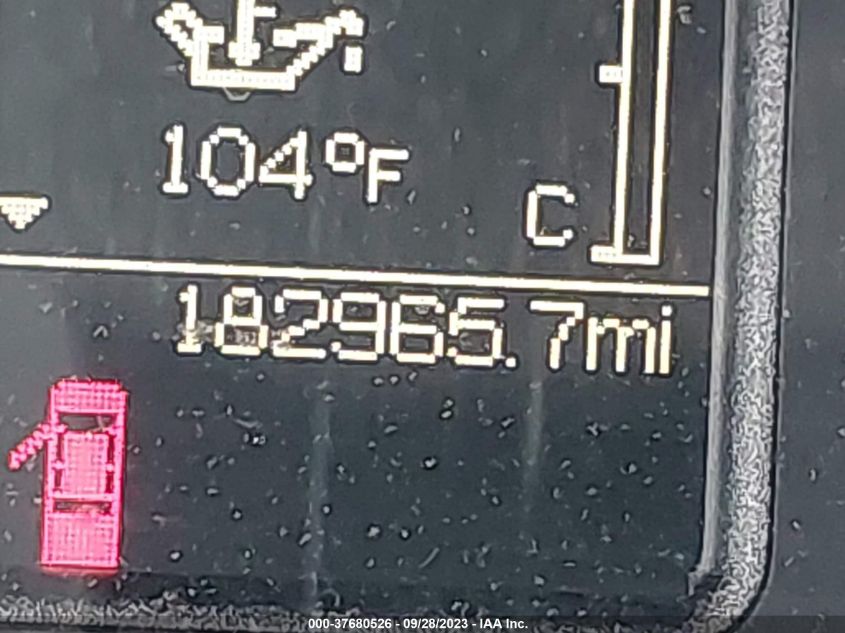 104°F
C
182965.7mi
000-37680526 - 09/28/2023 - IAA Inc.